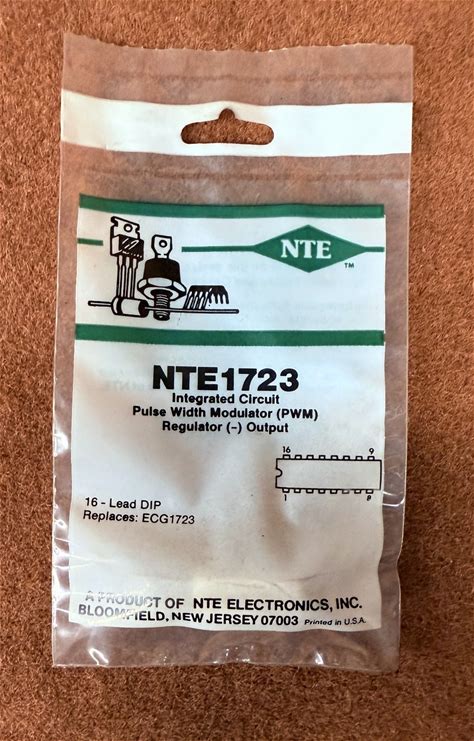 NTE
TM
NTE1723
Integrated Circuit
Pulse Width Modulator (PWM)
Regulator (-) Output
16 9
1 8
16 - Lead DIP
Replaces: ECG1723
A PRODUCT OF NTE ELECTRONICS, INC.
BLOOMFIELD, NEW JERSEY 07003 Printed in U.S.A.